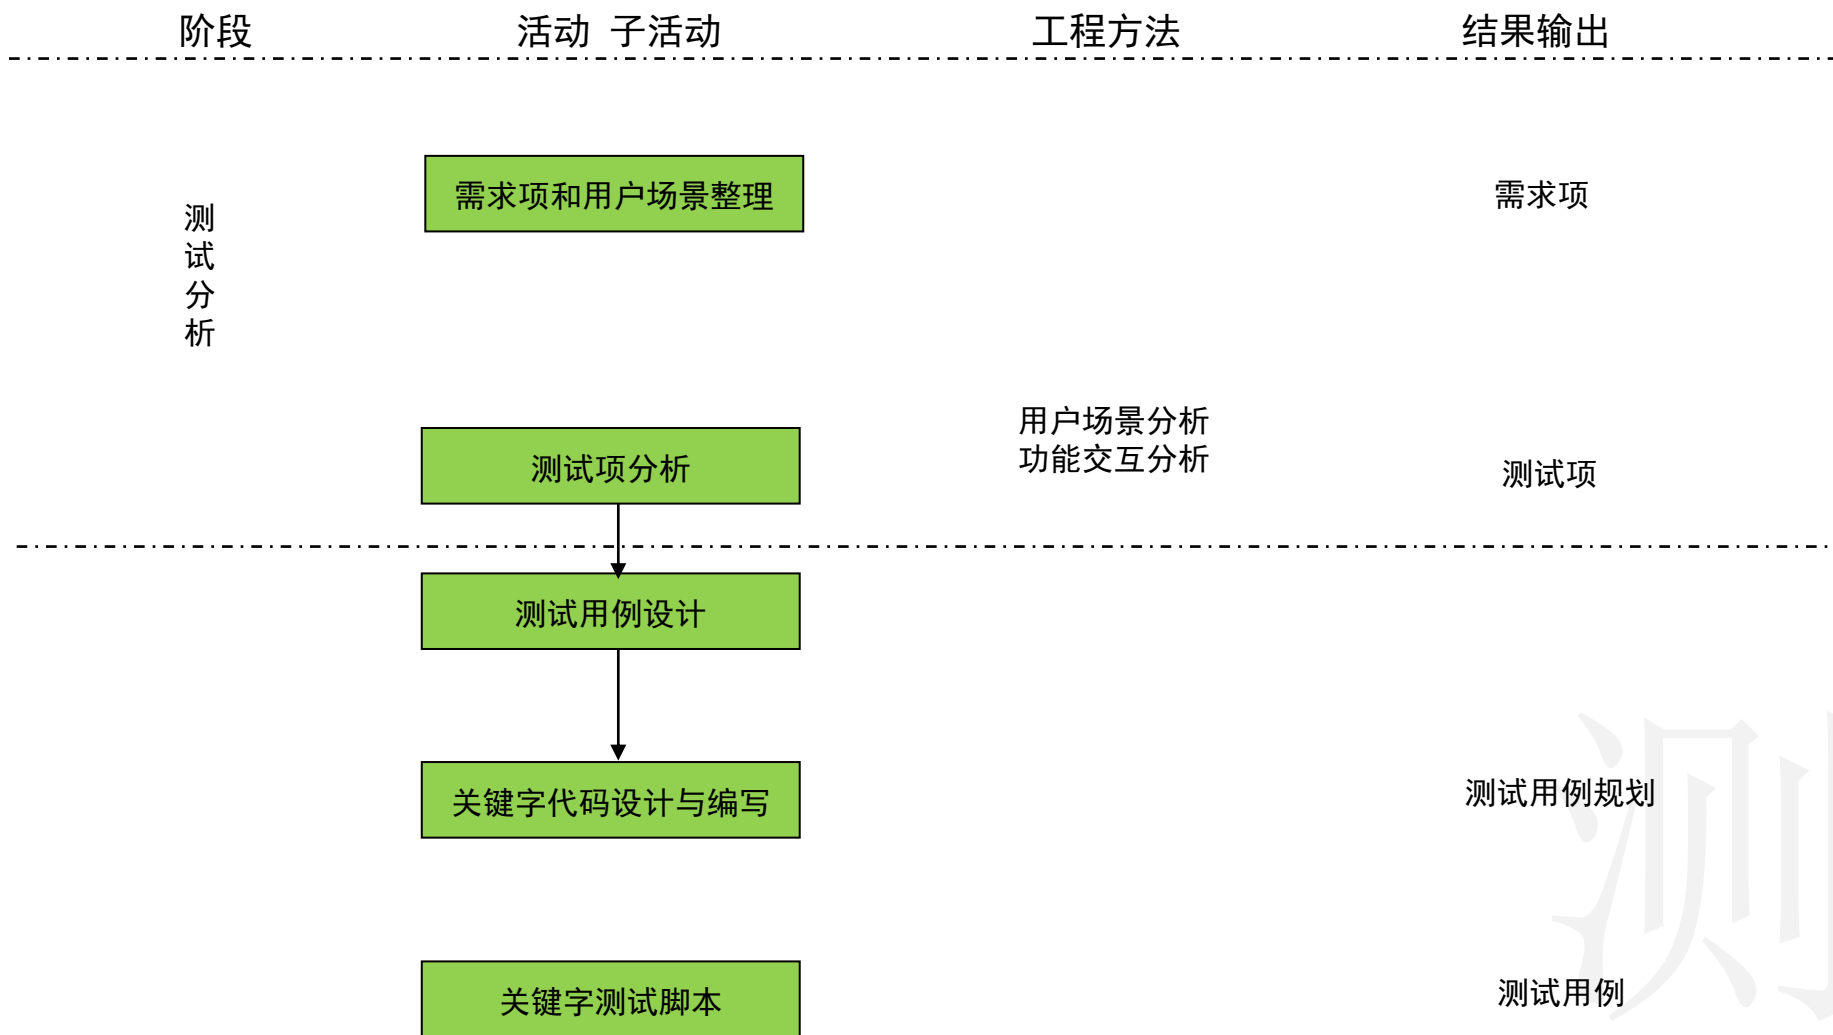 阶段 活动 子活动 工程方法 结果输出
需求项和用户场景整理 需求项
测
试
分
析
用户场景分析
功能交互分析
测试项分析 测试项
测试用例设计
关键字代码设计与编写 测试用例规划
关键字测试脚本 测试用例
测